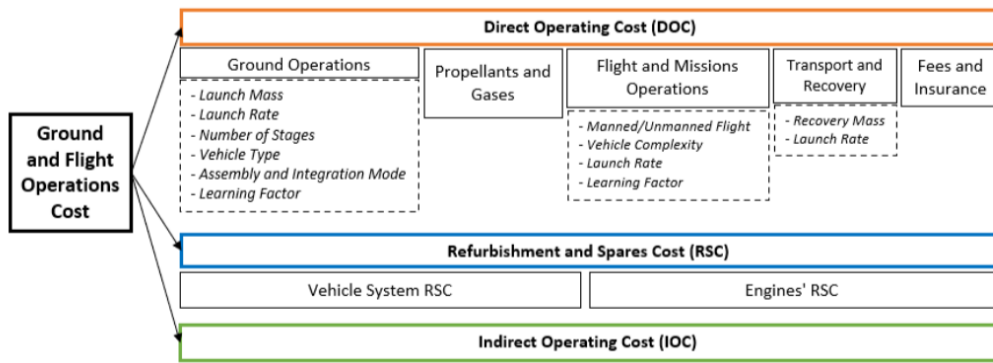 Ground
and Flight
Operations
Cost
Direct Operating Cost (DOC)
Ground Operations
- Launch Mass
- Launch Rate
- Number of Stages
- Vehicle Type
- Assembly and Integration Mode
- Learning Factor
Propellants and
Gases
Flight and Missions
Operations
- Manned/Unmanned Flight
- Vehicle Complexity
- Launch Rate
- Learning Factor
Transport and
Recovery
- Recovery Mass
- Launch Rate
Fees and
Insurance
Refurbishment and Spares Cost (RSC)
Vehicle System RSC
Engines' RSC
Indirect Operating Cost (IOC)